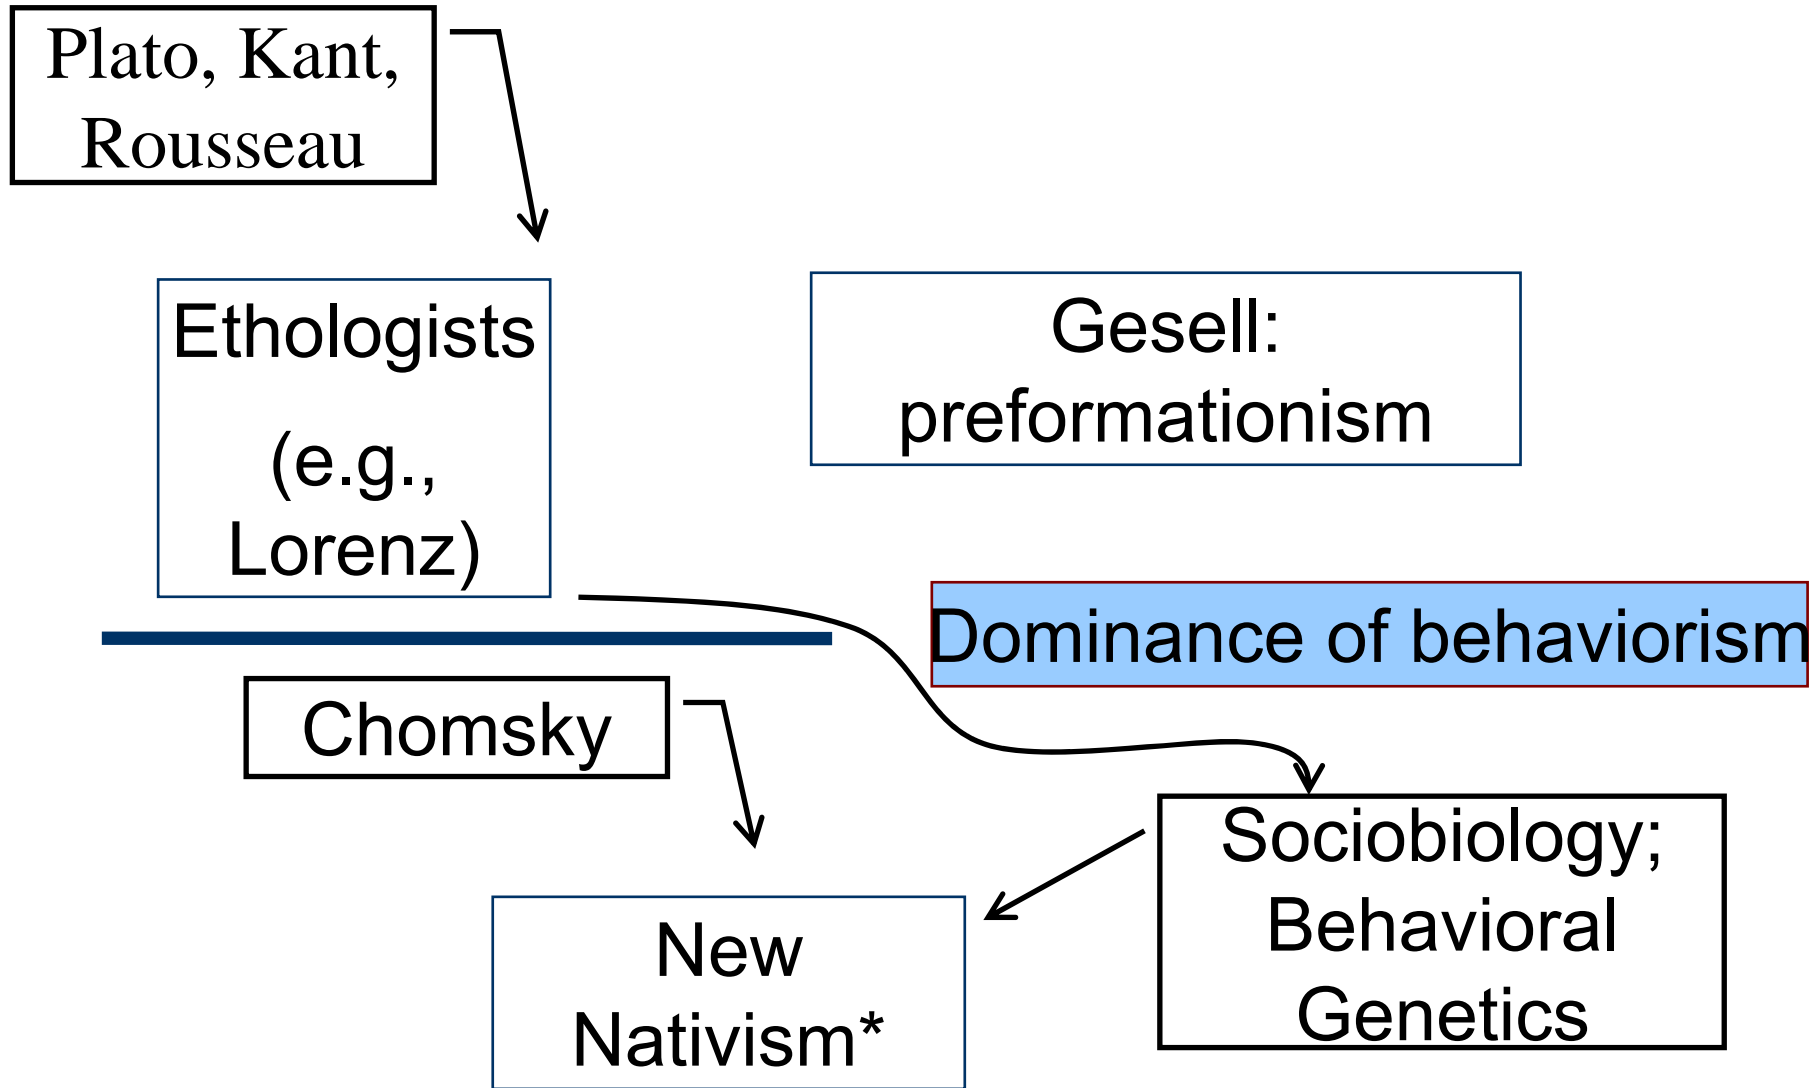 Plato, Kant,
Rousseau
Ethologists
(e.g.,
Lorenz)
Gesell:
preformationism
Dominance of behaviorism
Chomsky
Sociobiology;
Behavioral
Genetics
New
Nativism*